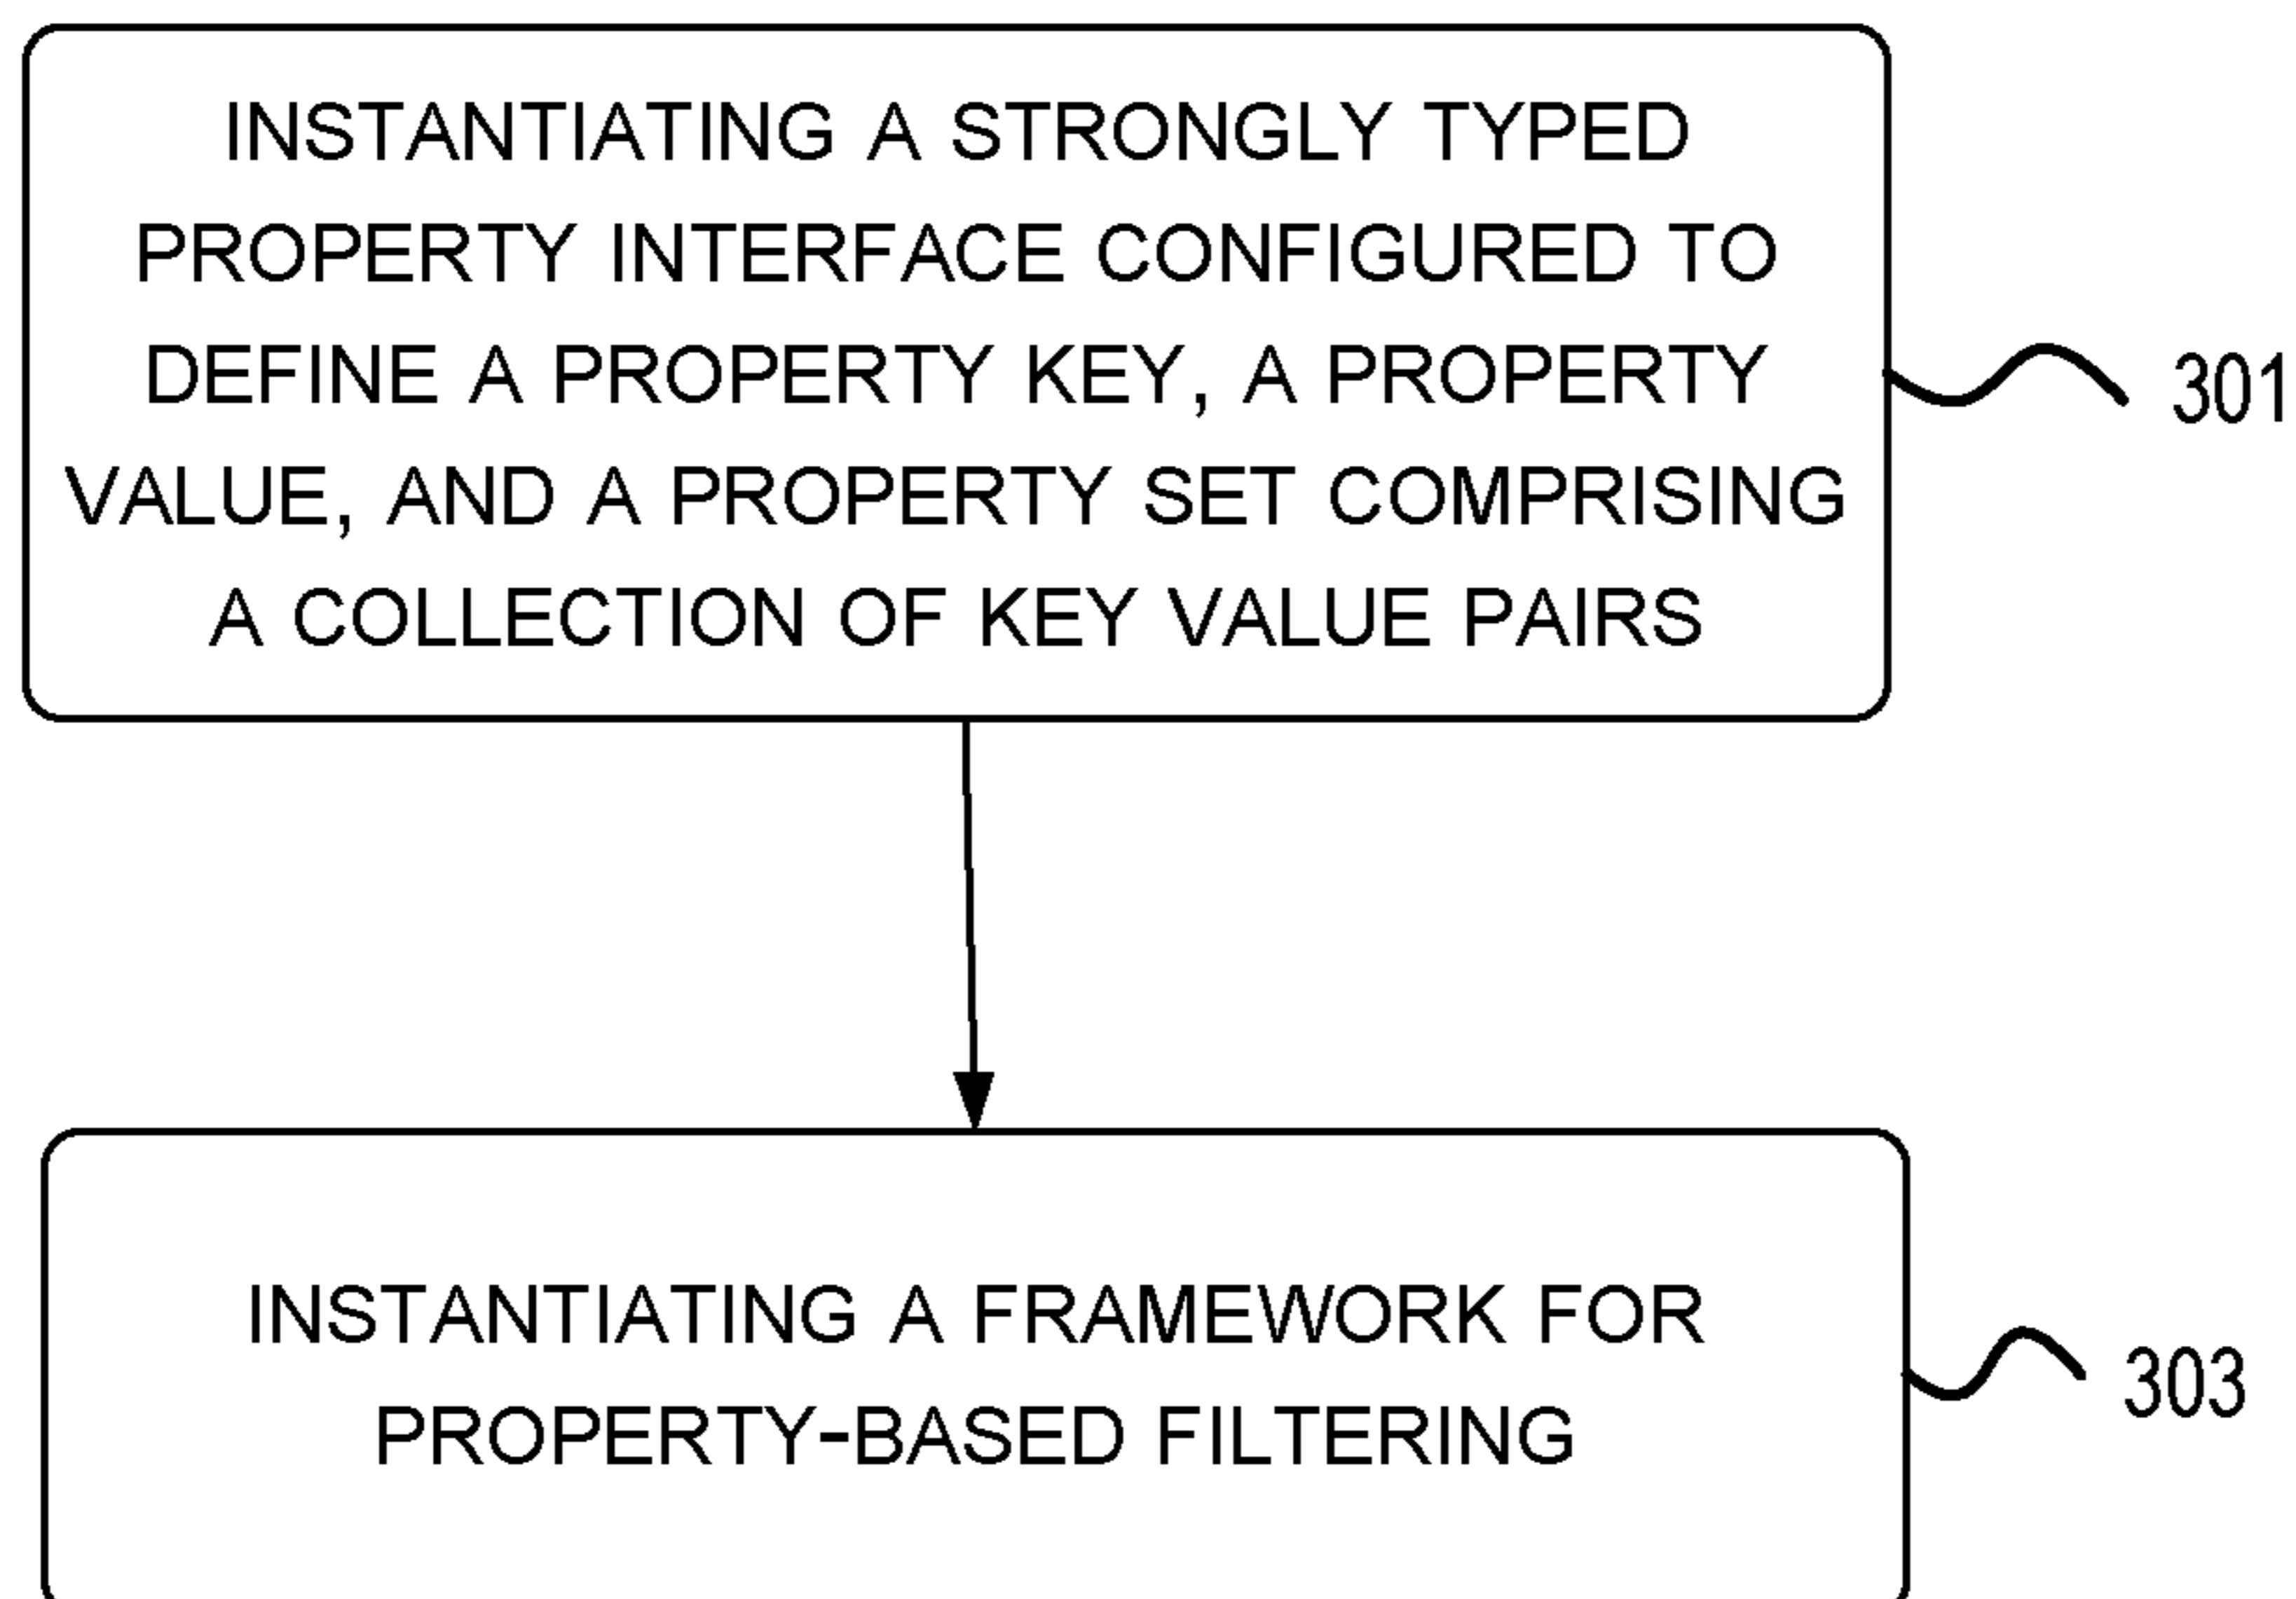 INSTANTIATING A STRONGLY TYPED
PROPERTY INTERFACE CONFIGURED TO
DEFINE A PROPERTY KEY, A PROPERTY
VALUE, AND A PROPERTY SET COMPRISING
A COLLECTION OF KEY VALUE PAIRS
301
INSTANTIATING A FRAMEWORK FOR
PROPERTY-BASED FILTERING
303